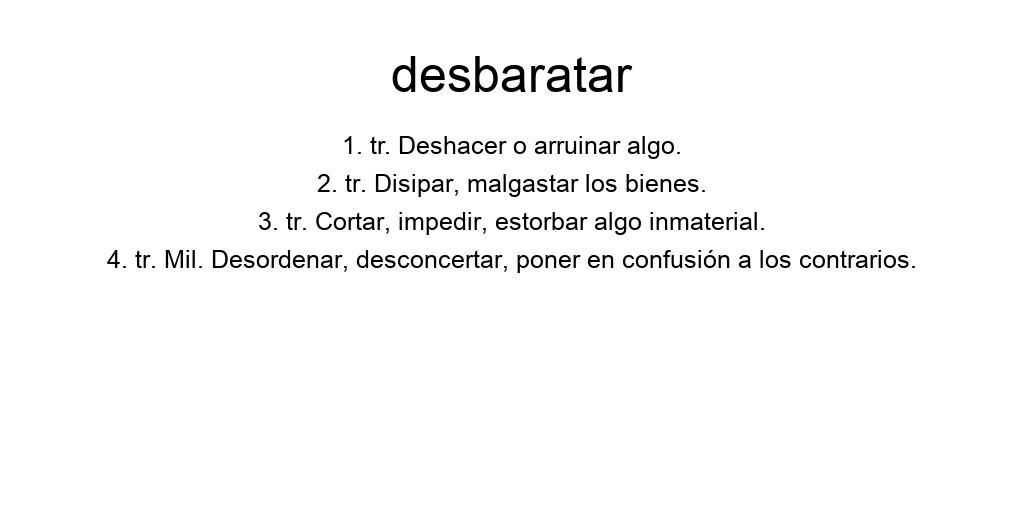 desbaratar
1. tr. Deshacer o arruinar algo.
2. tr. Disipar, malgastar los bienes.
3. tr. Cortar, impedir, estorbar algo inmaterial.
4. tr. Mil. Desordenar, desconcertar, poner en confusión a los contrarios.